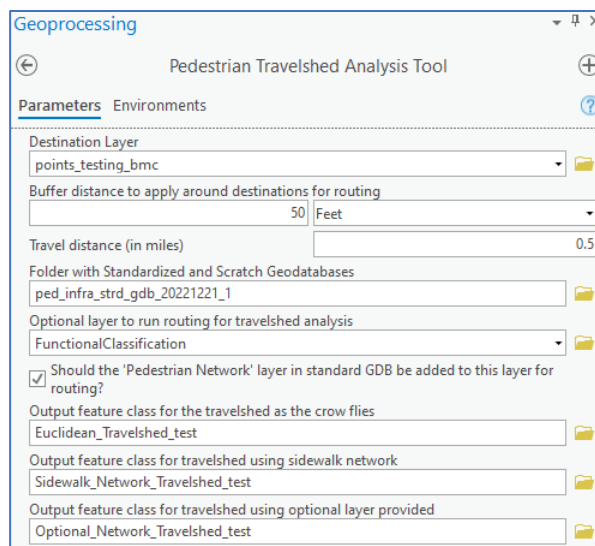 Geoprocessing
Pedestrian Travelshed Analysis Tool
Parameters Environments
Destination Layer
points_testing_bmc
Buffer distance to apply around destinations for routing
50 Feet
Travel distance (in miles) 0.5
Folder with Standardized and Scratch Geodatabases
ped_infra_strd_gdb_20221221_1
Optional layer to run routing for travelshed analysis
FunctionalClassification
Should the 'Pedestrian Network' layer in standard GDB be added to this layer for
routing?
Output feature class for the travelshed as the crow flies
Euclidean_Travelshed_test
Output feature class for travelshed using sidewalk network
Sidewalk_Network_Travelshed_test
Output feature class for travelshed using optional layer provided
Optional_Network_Travelshed_test